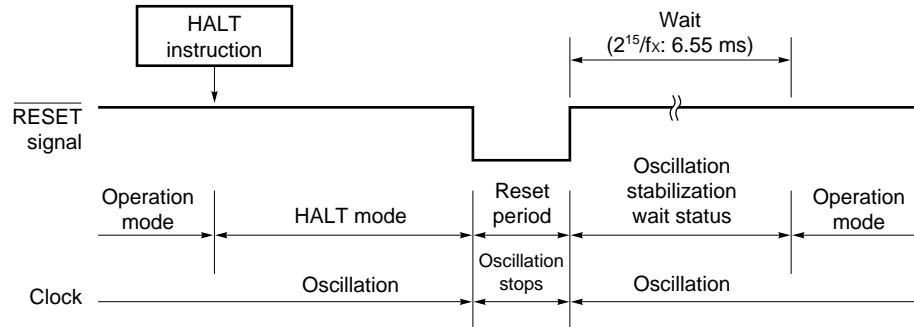 HALT
instruction
Wait
(2¹⁵/fx: 6.55 ms)
RESET
signal
Operation
mode
HALT mode
Reset
period
Oscillation
stabilization
wait status
Operation
mode
Clock
Oscillation
Oscillation
stops
Oscillation